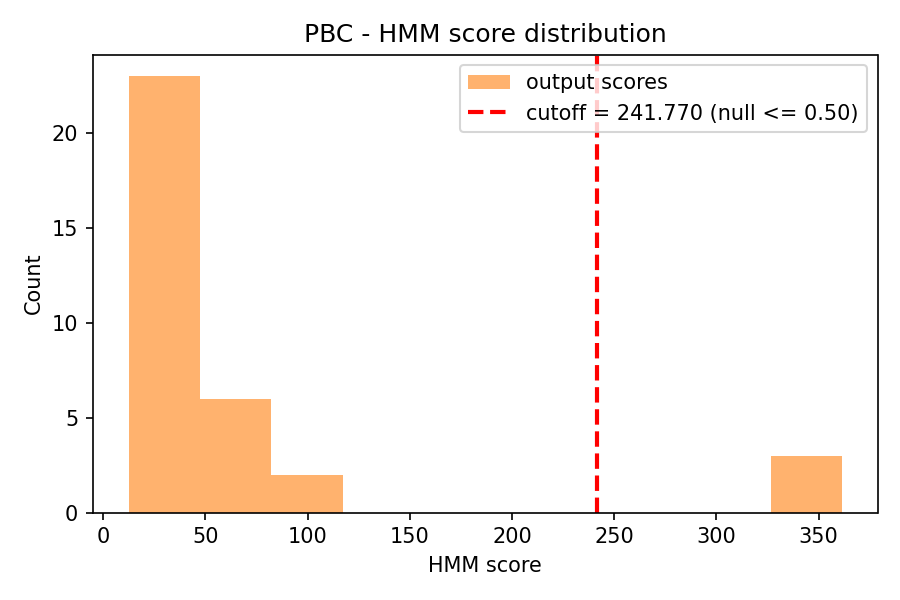 PBC - HMM score distribution
output scores
cutoff = 241.770 (null <= 0.50)
Count
20
15
10
5
0
0 50 100 150 200 250 300 350
HMM score